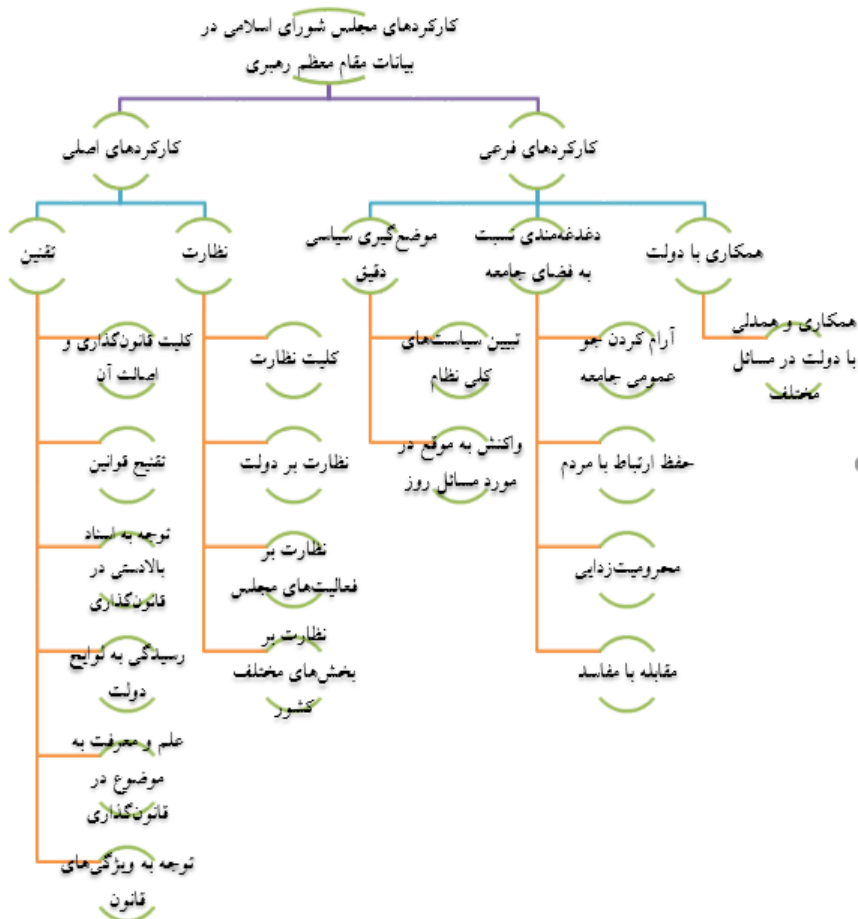 کارکردهای مجلس شورای اسلامی در
بیانات مقام معظم رهبری
کارکردهای اصلی
کارکردهای فرعی
تقنین
نظارت
موضع‌گیری سیاسی
دقیق
دغدغه‌مندی نسبت
به فضای جامعه
همکاری با دولت
کلیت قانون‌گذاری و
اصالت آن
تنقیح قوانین
توجه به اسناد
بالادستی در
قانون‌گذاری
رسیدگی به لوایح
دولت
علم و معرفت به
موضوع در
قانون‌گذاری
توجه به ویژگی‌های
قانون
کلیت نظارت
نظارت بر دولت
نظارت بر
فعالیت‌های مجلس
نظارت بر
بخش‌های مختلف
کشور
تبیین سیاست‌های
کلی نظام
واکنش به موقع در
مورد مسائل روز
آرام کردن جو
عمومی جامعه
حفظ ارتباط با مردم
محرومیت‌زدایی
مقابله با مفاسد
همکاری و همدلی
با دولت در مسائل
مختلف